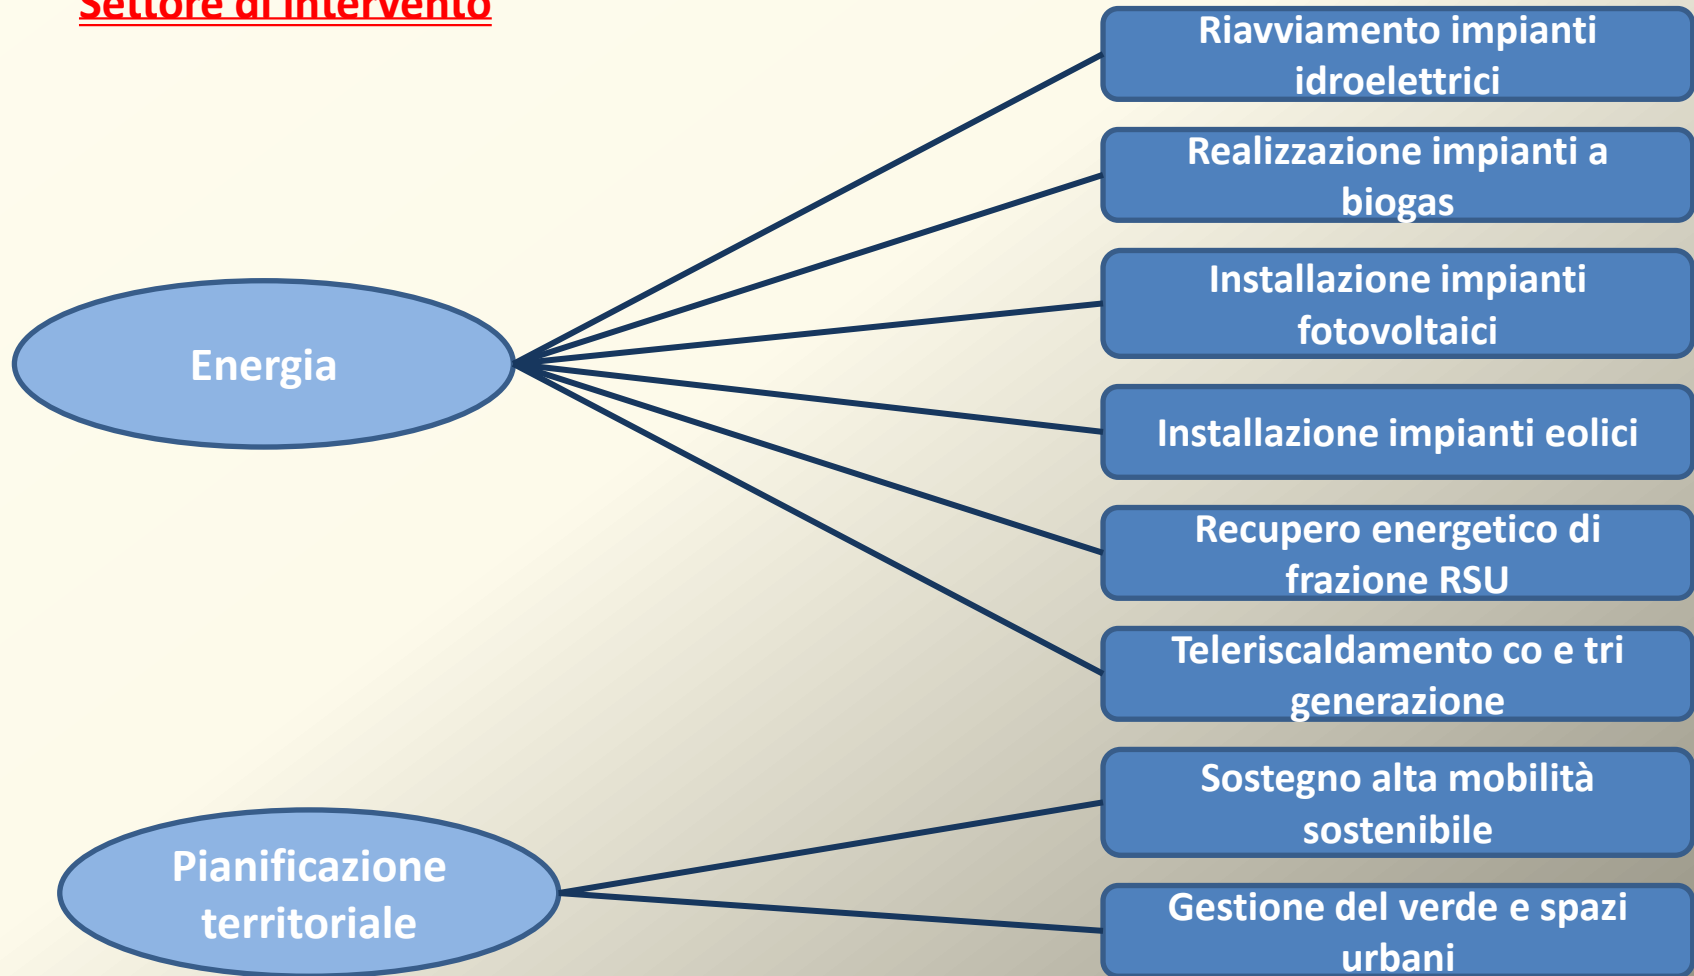 Settore di intervento
Riavviamento impianti
idroelettrici
Realizzazione impianti a
biogas
Installazione impianti
fotovoltaici
Energia
Installazione impianti eolici
Recupero energetico di
frazione RSU
Teleriscaldamento co e tri
generazione
Sostegno alta mobilità
sostenibile
Pianificazione
territoriale
Gestione del verde e spazi
urbani